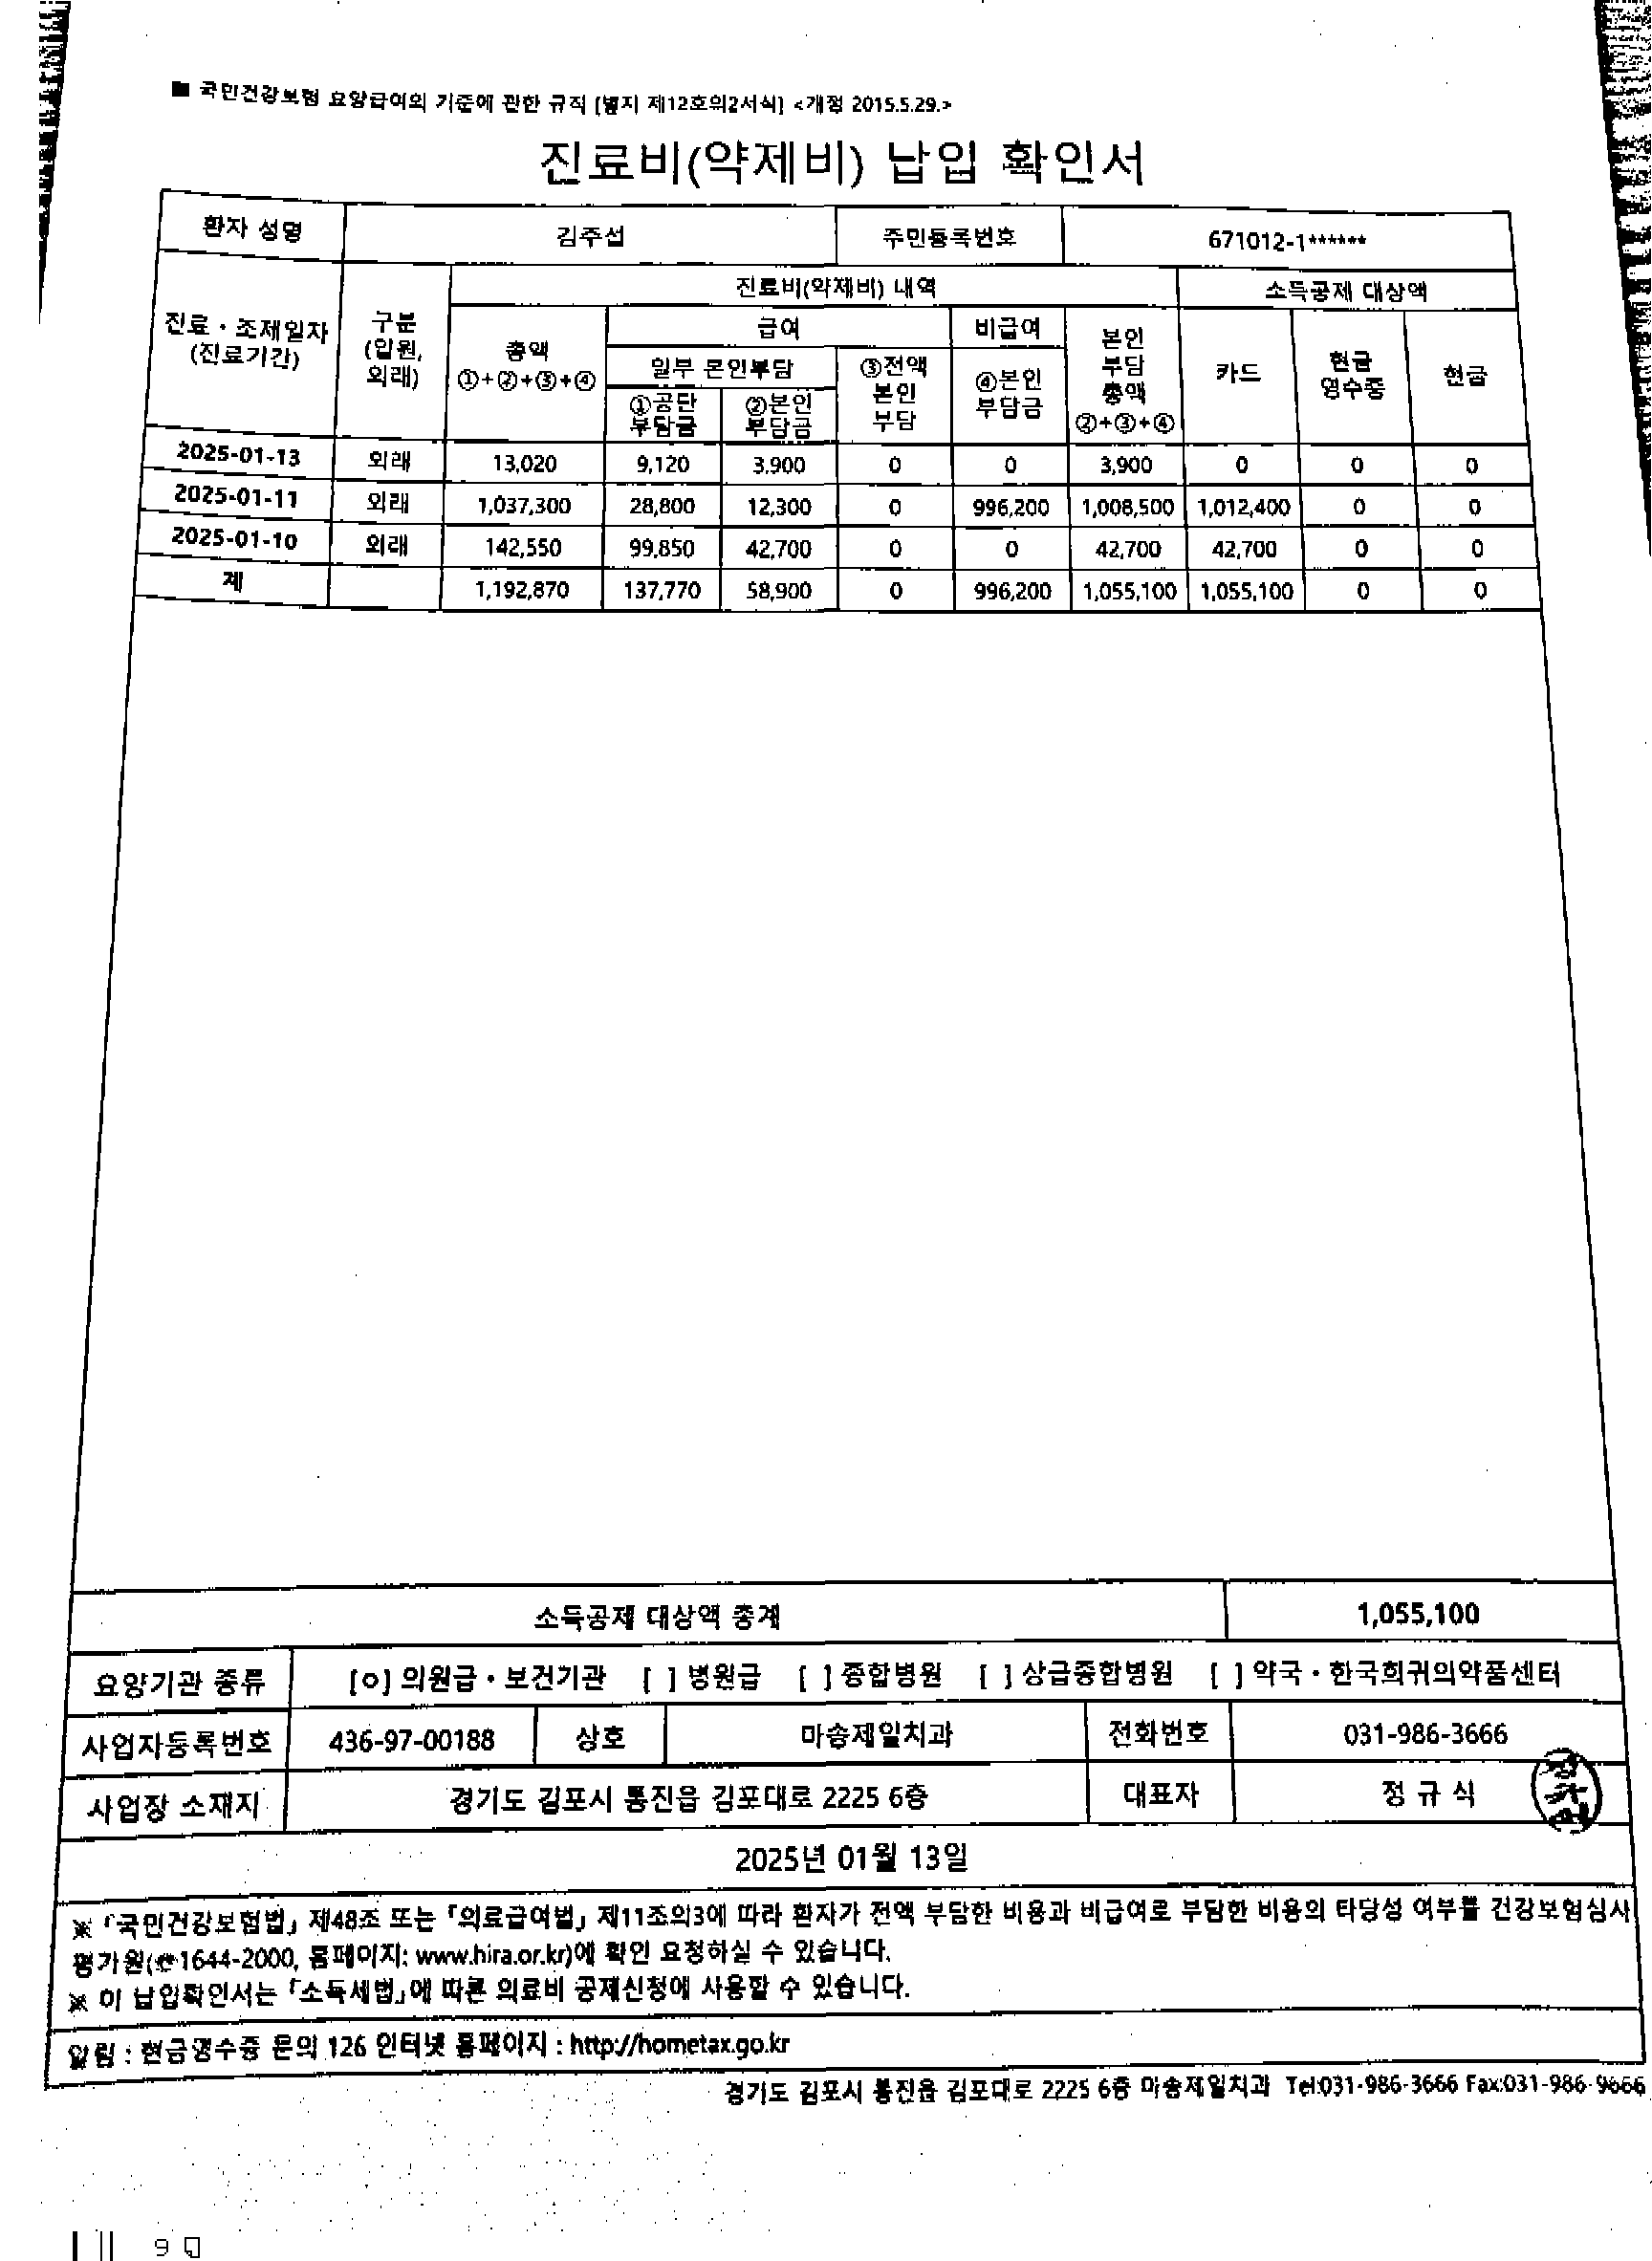 ■ 국민건강보험 요양급여의 기준에 관한 규칙 [별지 제12호의2서식] <개정 2015.5.29.>
진료비(약제비) 납입 확인서
환자 성명 김주섭 주민등록번호 671012-1******
진료·조제일자 (진료기간) 구분 (입원, 외래) 진료비(약제비) 내역 소득공제 대상액
총액 ①+②+③+④ 급여 비급여 본인 부담 총액 ②+③+④ 카드 현금 영수증 현금
일부 본인부담 ③전액 본인 부담 ④본인 부담금
①공단 부담금 ②본인 부담금
2025-01-13 외래 13,020 9,120 3,900 0 0 3,900 0 0 0
2025-01-11 외래 1,037,300 28,800 12,300 0 996,200 1,008,500 1,012,400 0 0
2025-01-10 외래 142,550 99,850 42,700 0 0 42,700 42,700 0 0
계 1,192,870 137,770 58,900 0 996,200 1,055,100 1,055,100 0 0
소득공제 대상액 총계 1,055,100
요양기관 종류 [o] 의원급·보건기관 [ ] 병원급 [ ] 종합병원 [ ] 상급종합병원 [ ] 약국·한국희귀의약품센터
사업자등록번호 436-97-00188 상호 마송제일치과 전화번호 031-986-3666
사업장 소재지 경기도 김포시 통진읍 김포대로 2225 6층 대표자 정 규 식
2025년 01월 13일
※ 「국민건강보험법」 제48조 또는 「의료급여법」 제11조의3에 따라 환자가 전액 부담한 비용과 비급여로 부담한 비용의 타당성 여부를 건강보험심사
평가원(☎1644-2000, 홈페이지: www.hira.or.kr)에 확인 요청하실 수 있습니다.
※ 이 납입확인서는 「소득세법」에 따른 의료비 공제신청에 사용할 수 있습니다.
알림 : 현금영수증 문의 126 인터넷 홈페이지 : http://hometax.go.kr
경기도 김포시 통진읍 김포대로 2225 6층 마송제일치과 Tel:031-986-3666 Fax:031-986-9666